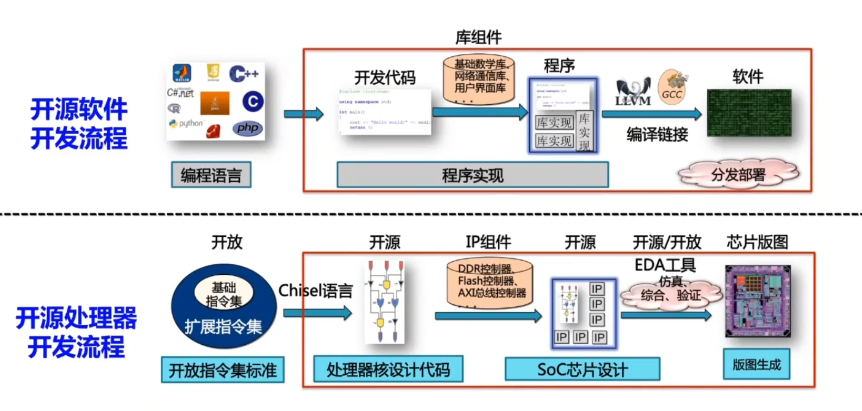 库组件
开源软件
开发流程
C++
C#.net
R
python
php
C
编程语言
开发代码
using namespace std;
int main()
基础数学库、
网络通信库、
用户界面库
...
程序
库实现
库实现
库实现
程序实现
LLVM
GCC
编译链接
软件
分发部署
开源处理器
开发流程
开放
基础
指令集
扩展指令集
开放指令集标准
Chisel语言
开源
处理器核设计代码
IP组件
DDR控制器、
Flash控制器、
AXI总线控制器
...
开源
IP
IP
IP
IP
IP
IP
SoC芯片设计
开源/开放
EDA工具
仿真、
综合、验证
芯片版图
版图生成